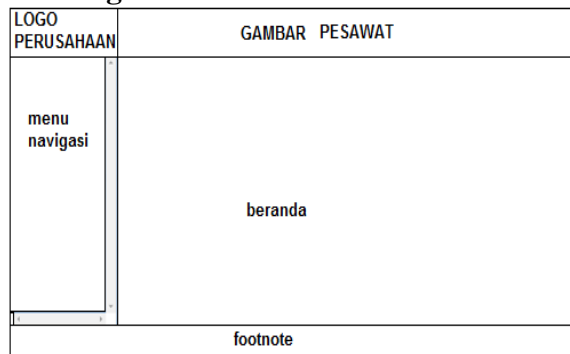 LOGO
PERUSAHAAN
GAMBAR PESAWAT
menu
navigasi
beranda
footnote